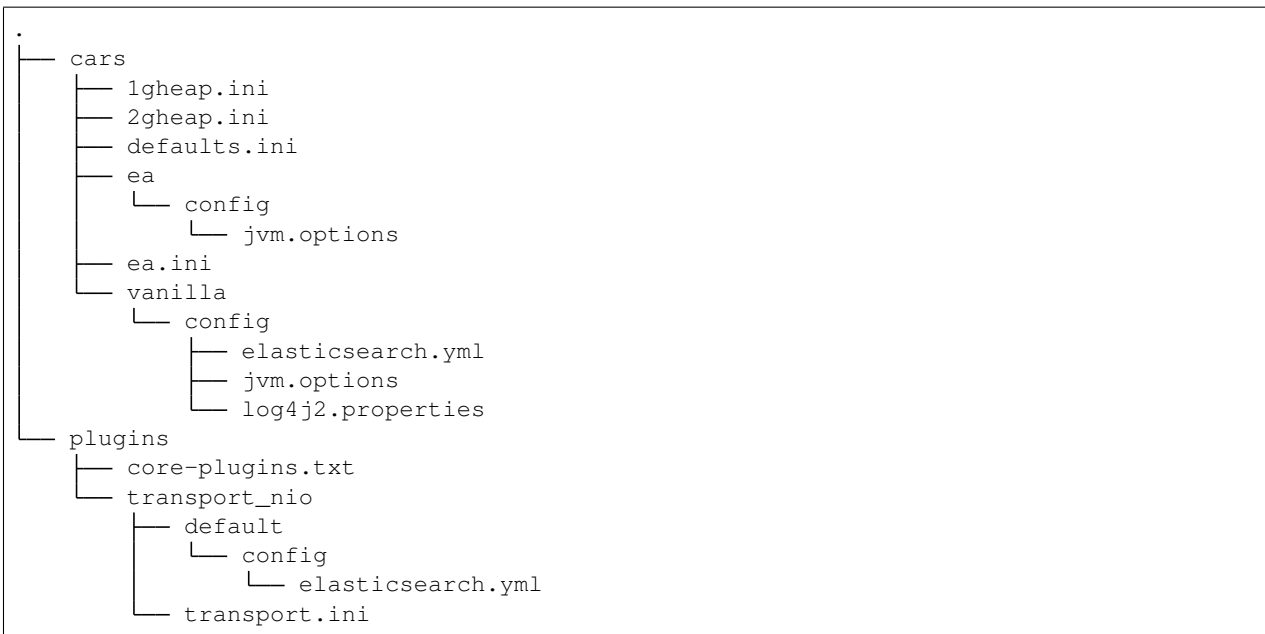 .
├── cars
│   ├── 1gheap.ini
│   ├── 2gheap.ini
│   ├── defaults.ini
│   ├── ea
│   │   └── config
│   │       └── jvm.options
│   ├── ea.ini
│   └── vanilla
│       └── config
│           ├── elasticsearch.yml
│           ├── jvm.options
│           └── log4j2.properties
└── plugins
    ├── core-plugins.txt
    └── transport_nio
        ├── default
        │   └── config
        │       └── elasticsearch.yml
        └── transport.ini